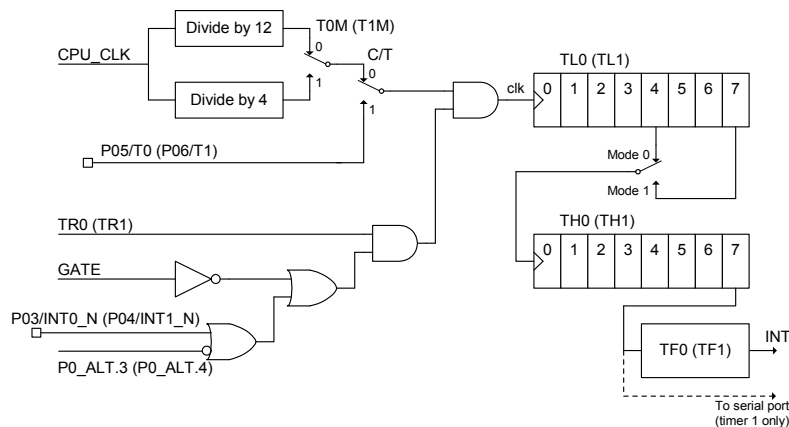 Divide by 12
T0M (T1M)
CPU_CLK
0
C/T
1
Divide by 4
0
1
P05/T0 (P06/T1)
clk
TL0 (TL1)
0 1 2 3 4 5 6 7
Mode 0
Mode 1
TR0 (TR1)
TH0 (TH1)
0 1 2 3 4 5 6 7
GATE
P03/INT0_N (P04/INT1_N)
P0_ALT.3 (P0_ALT.4)
TF0 (TF1)
INT
To serial port
(timer 1 only)